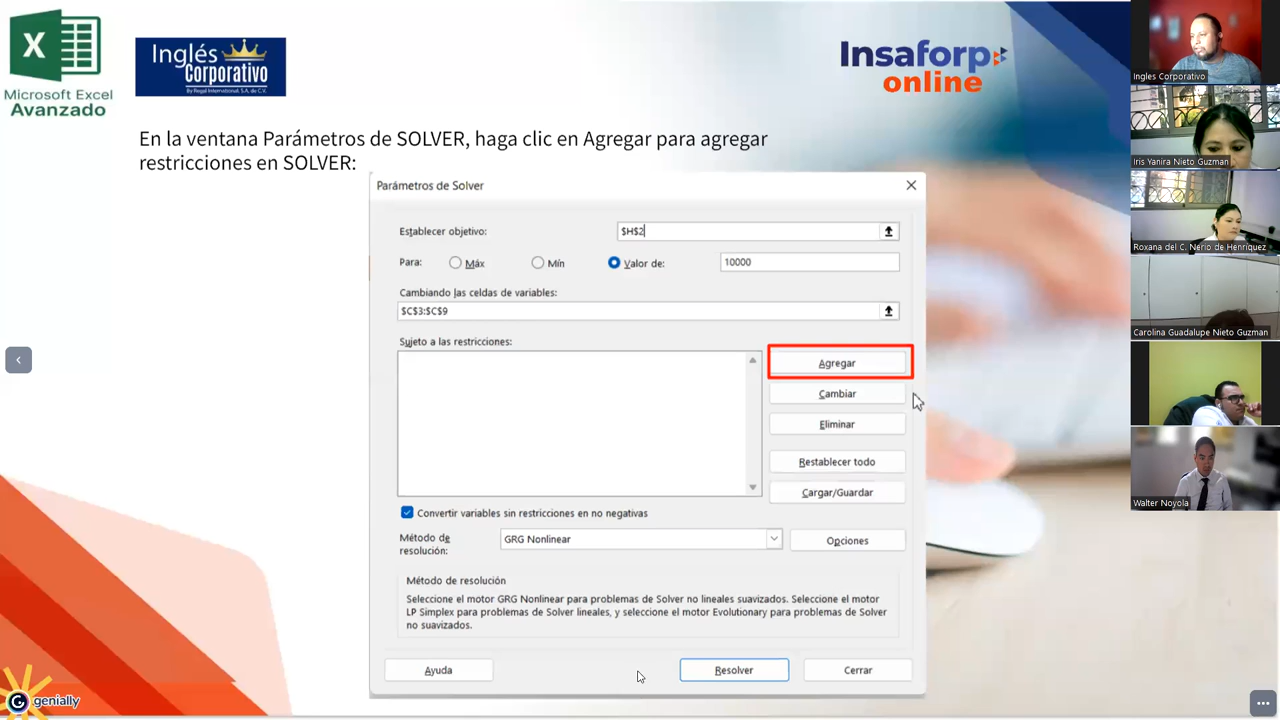 Microsoft Excel
Avanzado
Inglés
Corporativo
By Regal International, S.A. de C.V.
Insaforp
online
En la ventana Parámetros de SOLVER, haga clic en Agregar para agregar
restricciones en SOLVER:
Parámetros de Solver
Establecer objetivo:
$H$2
Para:
Máx
Mín
Valor de:
10000
Cambiando las celdas de variables:
$C$3:$C$9
Sujeto a las restricciones:
Agregar
Cambiar
Eliminar
Restablecer todo
Cargar/Guardar
Convertir variables sin restricciones en no negativas
Método de
resolución:
GRG Nonlinear
Opciones
Método de resolución
Seleccione el motor GRG Nonlinear para problemas de Solver no lineales suavizados. Seleccione el motor
LP Simplex para problemas de Solver lineales, y seleccione el motor Evolutionary para problemas de Solver
no suavizados.
Ayuda
Resolver
Cerrar
genially
Ingles Corporativo
Iris Yanira Nieto Guzman
Roxana del C. Nerio de Henriquez
Carolina Guadalupe Nieto Guzman
Walter Noyola